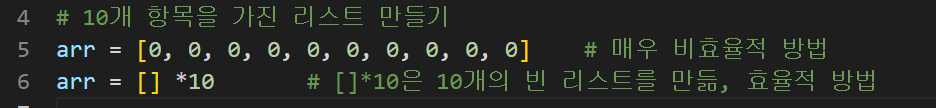 4 # 10개 항목을 가진 리스트 만들기
5 arr = [0, 0, 0, 0, 0, 0, 0, 0, 0, 0] # 매우 비효율적 방법
6 arr = [] *10 # []*10은 10개의 빈 리스트를 만듦, 효율적 방법